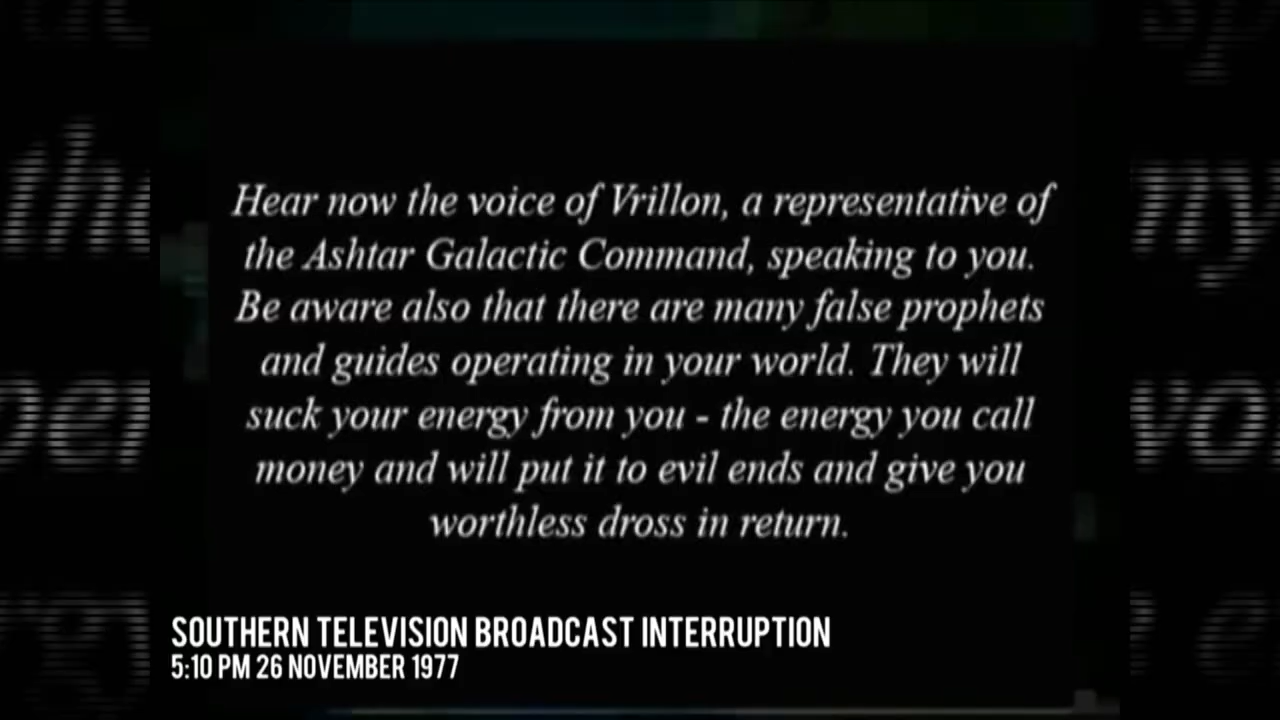 Hear now the voice of Vrillon, a representative of
the Ashtar Galactic Command, speaking to you.
Be aware also that there are many false prophets
and guides operating in your world. They will
suck your energy from you - the energy you call
money and will put it to evil ends and give you
worthless dross in return.
SOUTHERN TELEVISION BROADCAST INTERRUPTION
5:10 PM 26 NOVEMBER 1977